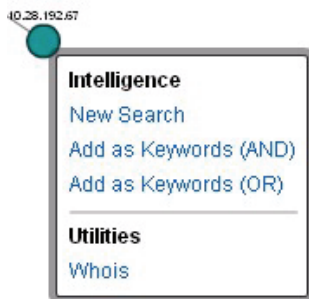 40.28.192.67
Intelligence
New Search
Add as Keywords (AND)
Add as Keywords (OR)
Utilities
Whois